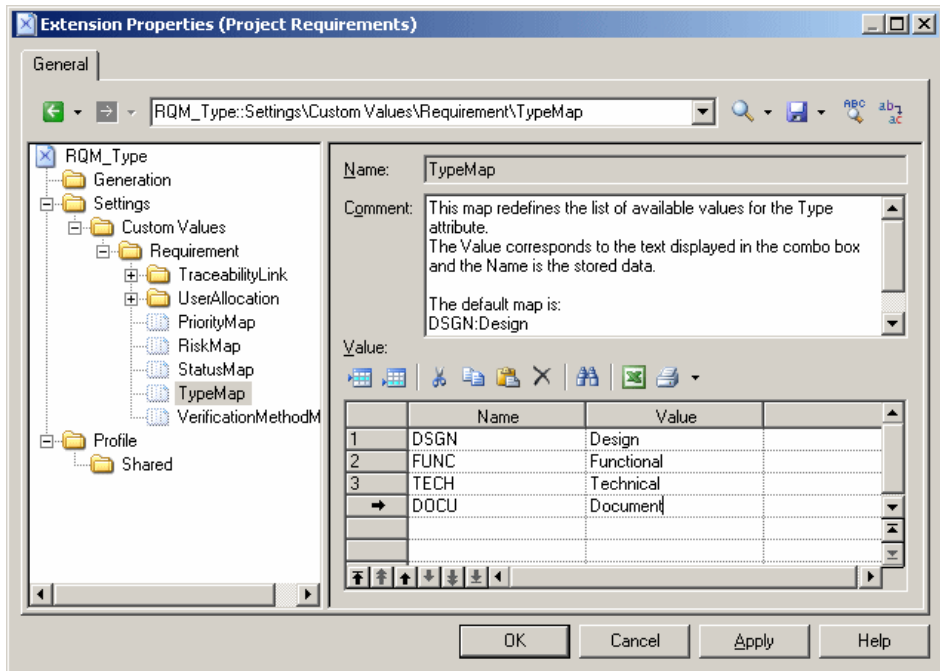 Extension Properties (Project Requirements)
General
RQM_Type::Settings\Custom Values\Requirement\TypeMap
ABC
ab
ac
RQM_Type
Generation
Settings
Custom Values
Requirement
TraceabilityLink
UserAllocation
PriorityMap
RiskMap
StatusMap
TypeMap
VerificationMethodM
Profile
Shared
Name: TypeMap
Comment: This map redefines the list of available values for the Type
attribute.
The Value corresponds to the text displayed in the combo box
and the Name is the stored data.
The default map is:
DSGN:Design
Value:
Name Value
1 DSGN Design
2 FUNC Functional
3 TECH Technical
DOCU Document
OK Cancel Apply Help